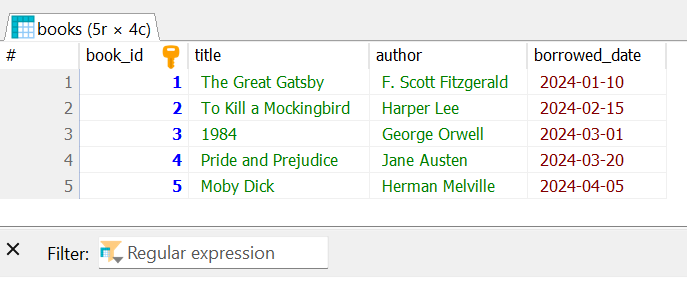 books (5r × 4c)
# book_id title author borrowed_date
1 1 The Great Gatsby F. Scott Fitzgerald 2024-01-10
2 2 To Kill a Mockingbird Harper Lee 2024-02-15
3 3 1984 George Orwell 2024-03-01
4 4 Pride and Prejudice Jane Austen 2024-03-20
5 5 Moby Dick Herman Melville 2024-04-05
Filter: Regular expression